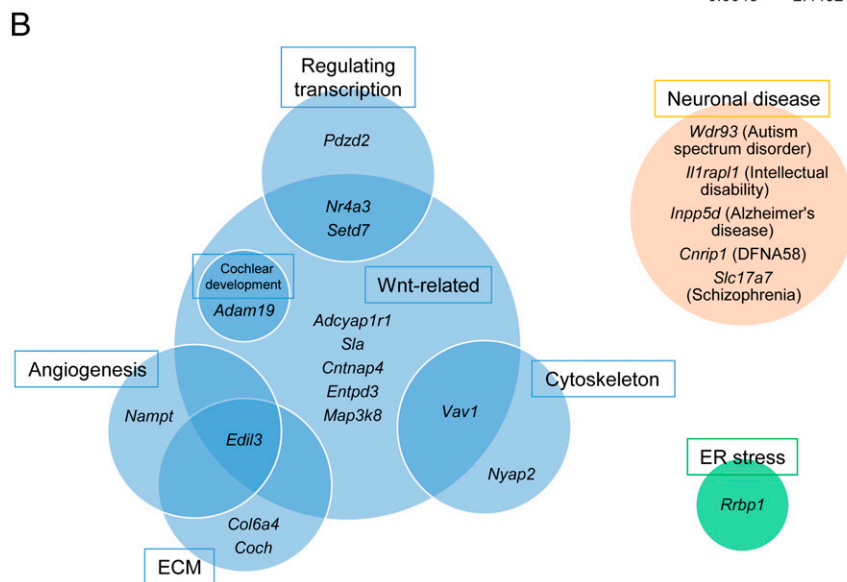 B
Regulating
transcription
Pdzd2
Nr4a3
Setd7
Cochlear
development
Adam19
Wnt-related
Adcyap1r1
Sla
Cntnap4
Entpd3
Map3k8
Angiogenesis
Nampt
Edil3
Col6a4
Coch
ECM
Cytoskeleton
Vav1
Nyap2
Neuronal disease
Wdr93 (Autism
spectrum disorder)
Il1rapl1 (Intellectual
disability)
Inpp5d (Alzheimer's
disease)
Cnrip1 (DFNA58)
Slc17a7
(Schizophrenia)
ER stress
Rrbp1